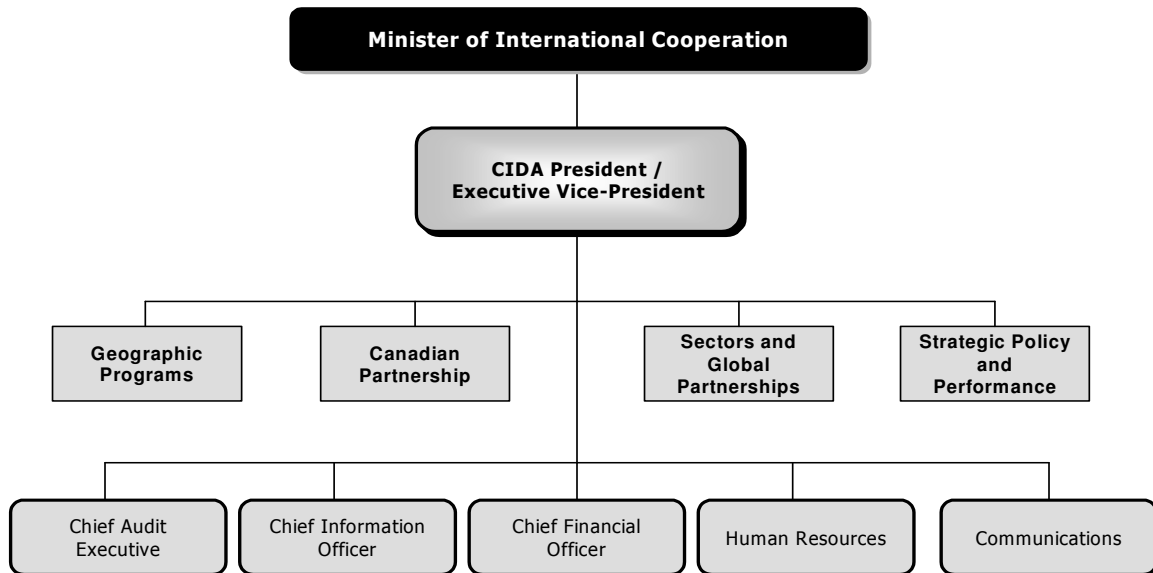 Minister of International Cooperation
CIDA President /
Executive Vice-President
Geographic
Programs
Canadian
Partnership
Sectors and
Global
Partnerships
Strategic Policy
and
Performance
Chief Audit
Executive
Chief Information
Officer
Chief Financial
Officer
Human Resources
Communications